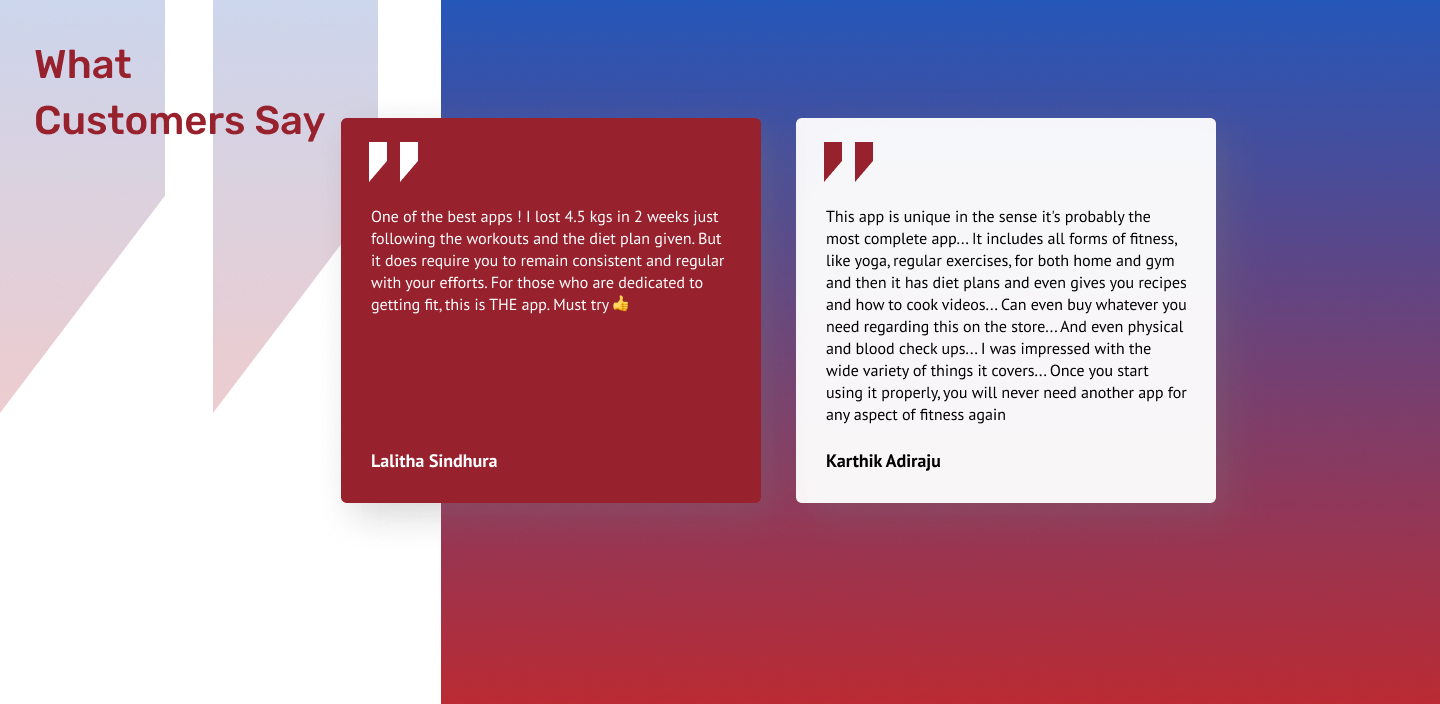 What
Customers Say
One of the best apps ! I lost 4.5 kgs in 2 weeks just
following the workouts and the diet plan given. But
it does require you to remain consistent and regular
with your efforts. For those who are dedicated to
getting fit, this is THE app. Must try 👍
Lalitha Sindhura
This app is unique in the sense it's probably the
most complete app... It includes all forms of fitness,
like yoga, regular exercises, for both home and gym
and then it has diet plans and even gives you recipes
and how to cook videos... Can even buy whatever you
need regarding this on the store... And even physical
and blood check ups... I was impressed with the
wide variety of things it covers... Once you start
using it properly, you will never need another app for
any aspect of fitness again
Karthik Adiraju